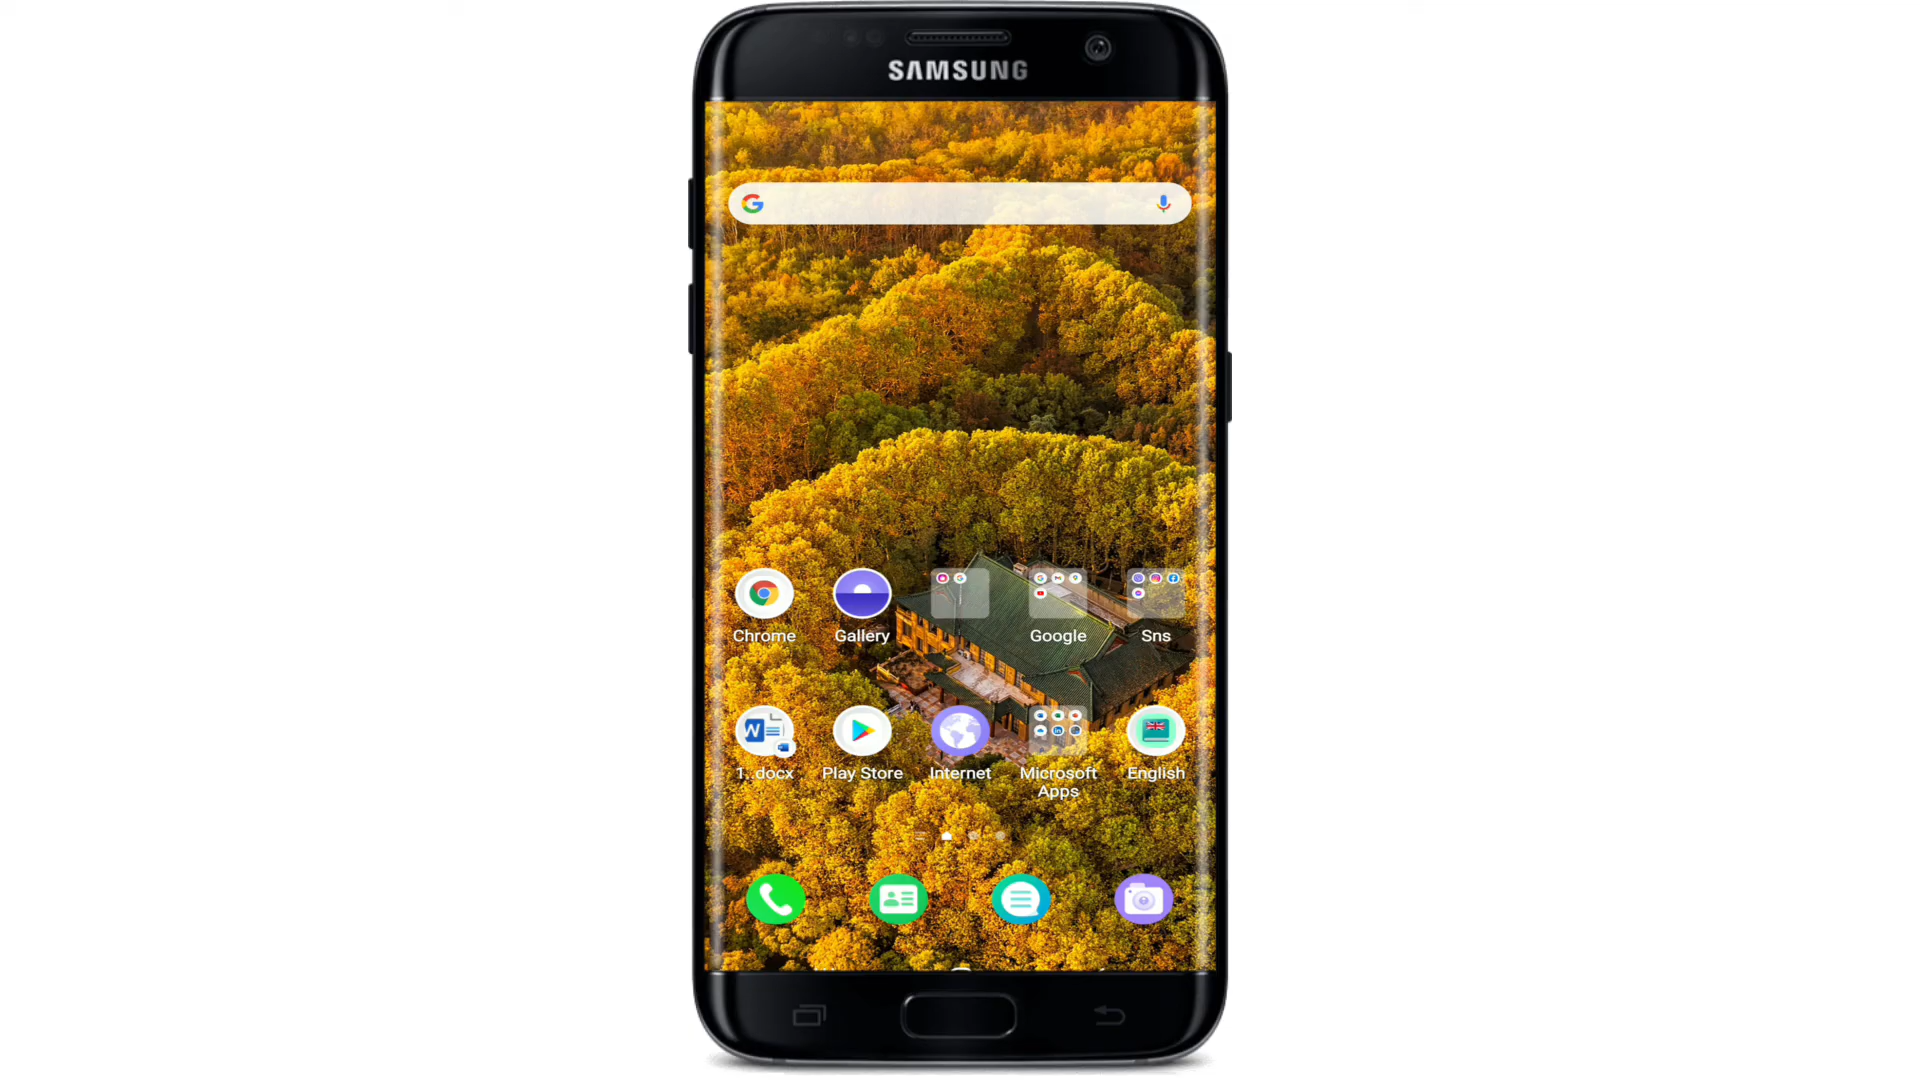 SAMSUNG
Chrome
Gallery
Google
Sns
1...docx
Play Store
Internet
Microsoft
Apps
English